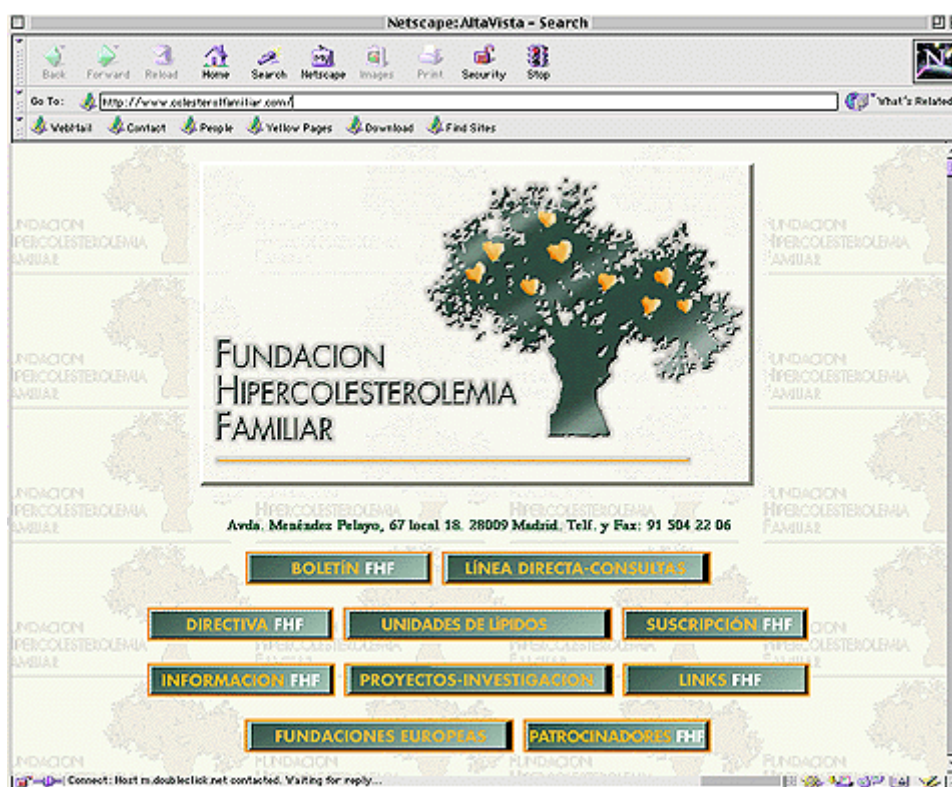 Netscape: AltaVista - Search
Back Forward Reload Home Search Netscape Images Print Security Stop
Go To: http://www.colesterolfamiliar.com/ What's Related
WebMail Contact People Yellow Pages Download Find Sites
FUNDACION
HIPERCOLESTEROLEMIA
FAMILIAR
Avda. Menéndez Pelayo, 67 local 18. 28009 Madrid. Telf. y Fax: 91 504 22 06
BOLETÍN FHF LÍNEA DIRECTA-CONSULTAS
DIRECTIVA FHF UNIDADES DE LÍPIDOS SUSCRIPCIÓN FHF
INFORMACION FHF PROYECTOS-INVESTIGACION LINKS FHF
FUNDACIONES EUROPEAS PATROCINADORES FHF
Connect: Host m.doubleclick.net contacted. Waiting for reply...